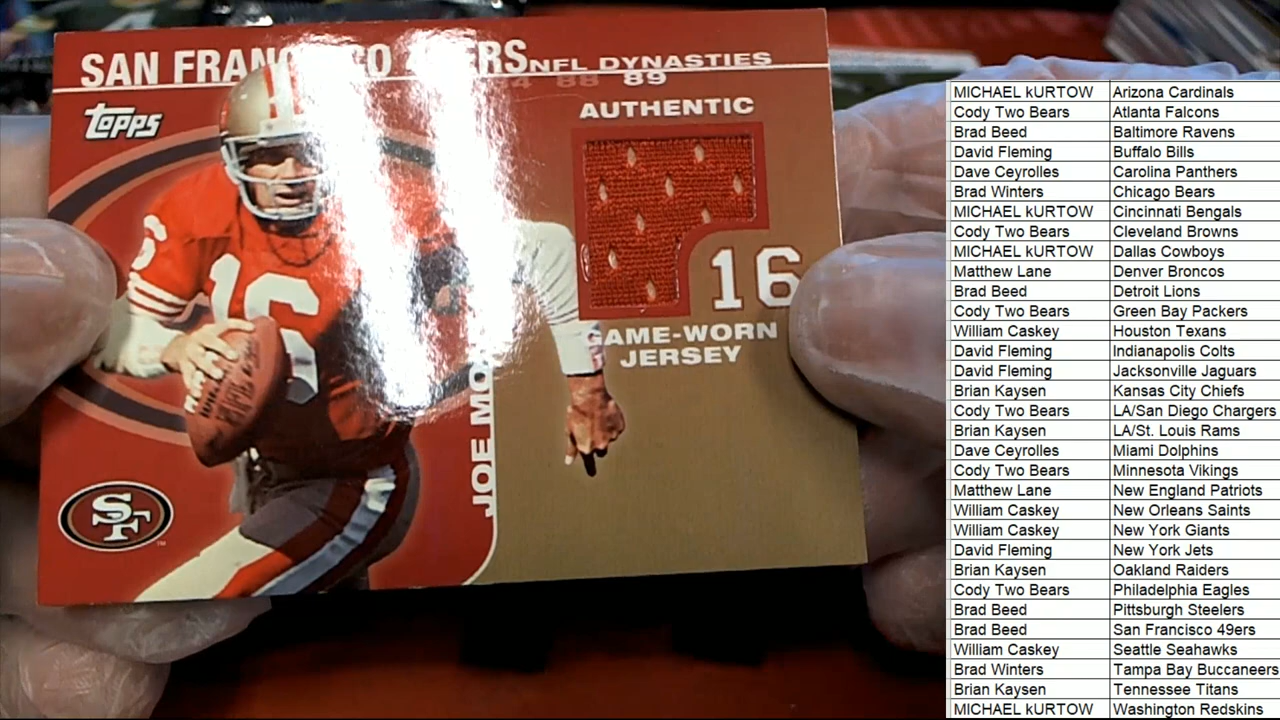 SAN FRAN
O
ERS
NFL DYNASTIES
88 89
TOPPS
AUTHENTIC
16
16
GAME-WORN
JERSEY
JOE MO
SF
MICHAEL kURTOW Arizona Cardinals
Cody Two Bears Atlanta Falcons
Brad Beed Baltimore Ravens
David Fleming Buffalo Bills
Dave Ceyrolles Carolina Panthers
Brad Winters Chicago Bears
MICHAEL kURTOW Cincinnati Bengals
Cody Two Bears Cleveland Browns
MICHAEL kURTOW Dallas Cowboys
Matthew Lane Denver Broncos
Brad Beed Detroit Lions
Cody Two Bears Green Bay Packers
William Caskey Houston Texans
David Fleming Indianapolis Colts
David Fleming Jacksonville Jaguars
Brian Kaysen Kansas City Chiefs
Cody Two Bears LA/San Diego Chargers
Brian Kaysen LA/St. Louis Rams
Dave Ceyrolles Miami Dolphins
Cody Two Bears Minnesota Vikings
Matthew Lane New England Patriots
William Caskey New Orleans Saints
William Caskey New York Giants
David Fleming New York Jets
Brian Kaysen Oakland Raiders
Cody Two Bears Philadelphia Eagles
Brad Beed Pittsburgh Steelers
Brad Beed San Francisco 49ers
William Caskey Seattle Seahawks
Brad Winters Tampa Bay Buccaneers
Brian Kaysen Tennessee Titans
MICHAEL kURTOW Washington Redskins